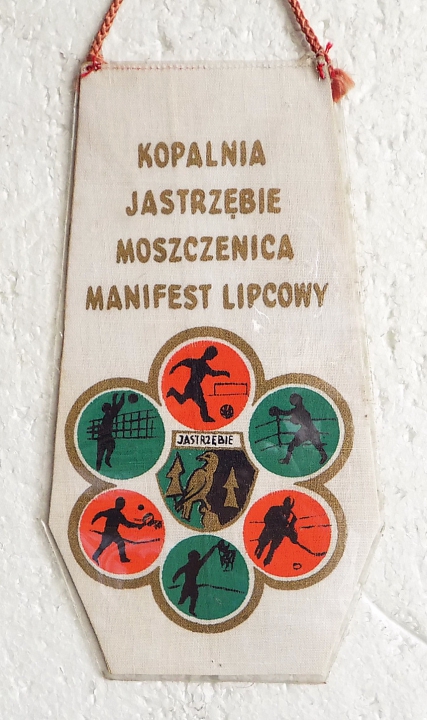 KOPALNIA
JASTRZĘBIE
MOSZCZENICA
MANIFEST LIPCOWY
JASTRZĘBIE